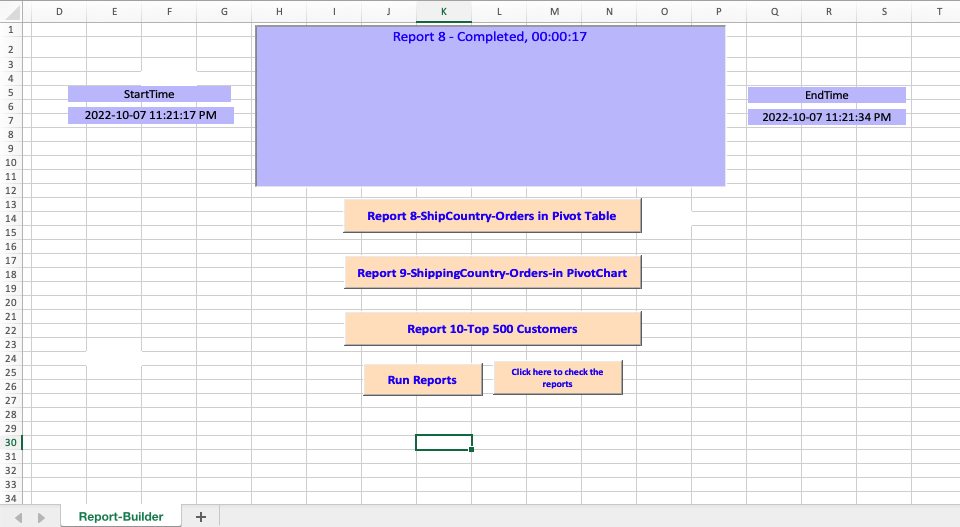 D E F G H I J K L M N O P Q R S T
1
Report 8 - Completed, 00:00:17
2
3
4
5
StartTime
EndTime
6
2022-10-07 11:21:17 PM
2022-10-07 11:21:34 PM
7
8
9
10
11
12
13
14
Report 8-ShipCountry-Orders in Pivot Table
15
16
17
18
Report 9-ShippingCountry-Orders-in PivotChart
19
20
21
22
Report 10-Top 500 Customers
23
24
25
26
Run Reports
Click here to check the
reports
27
28
29
30
31
32
33
34
Report-Builder
+